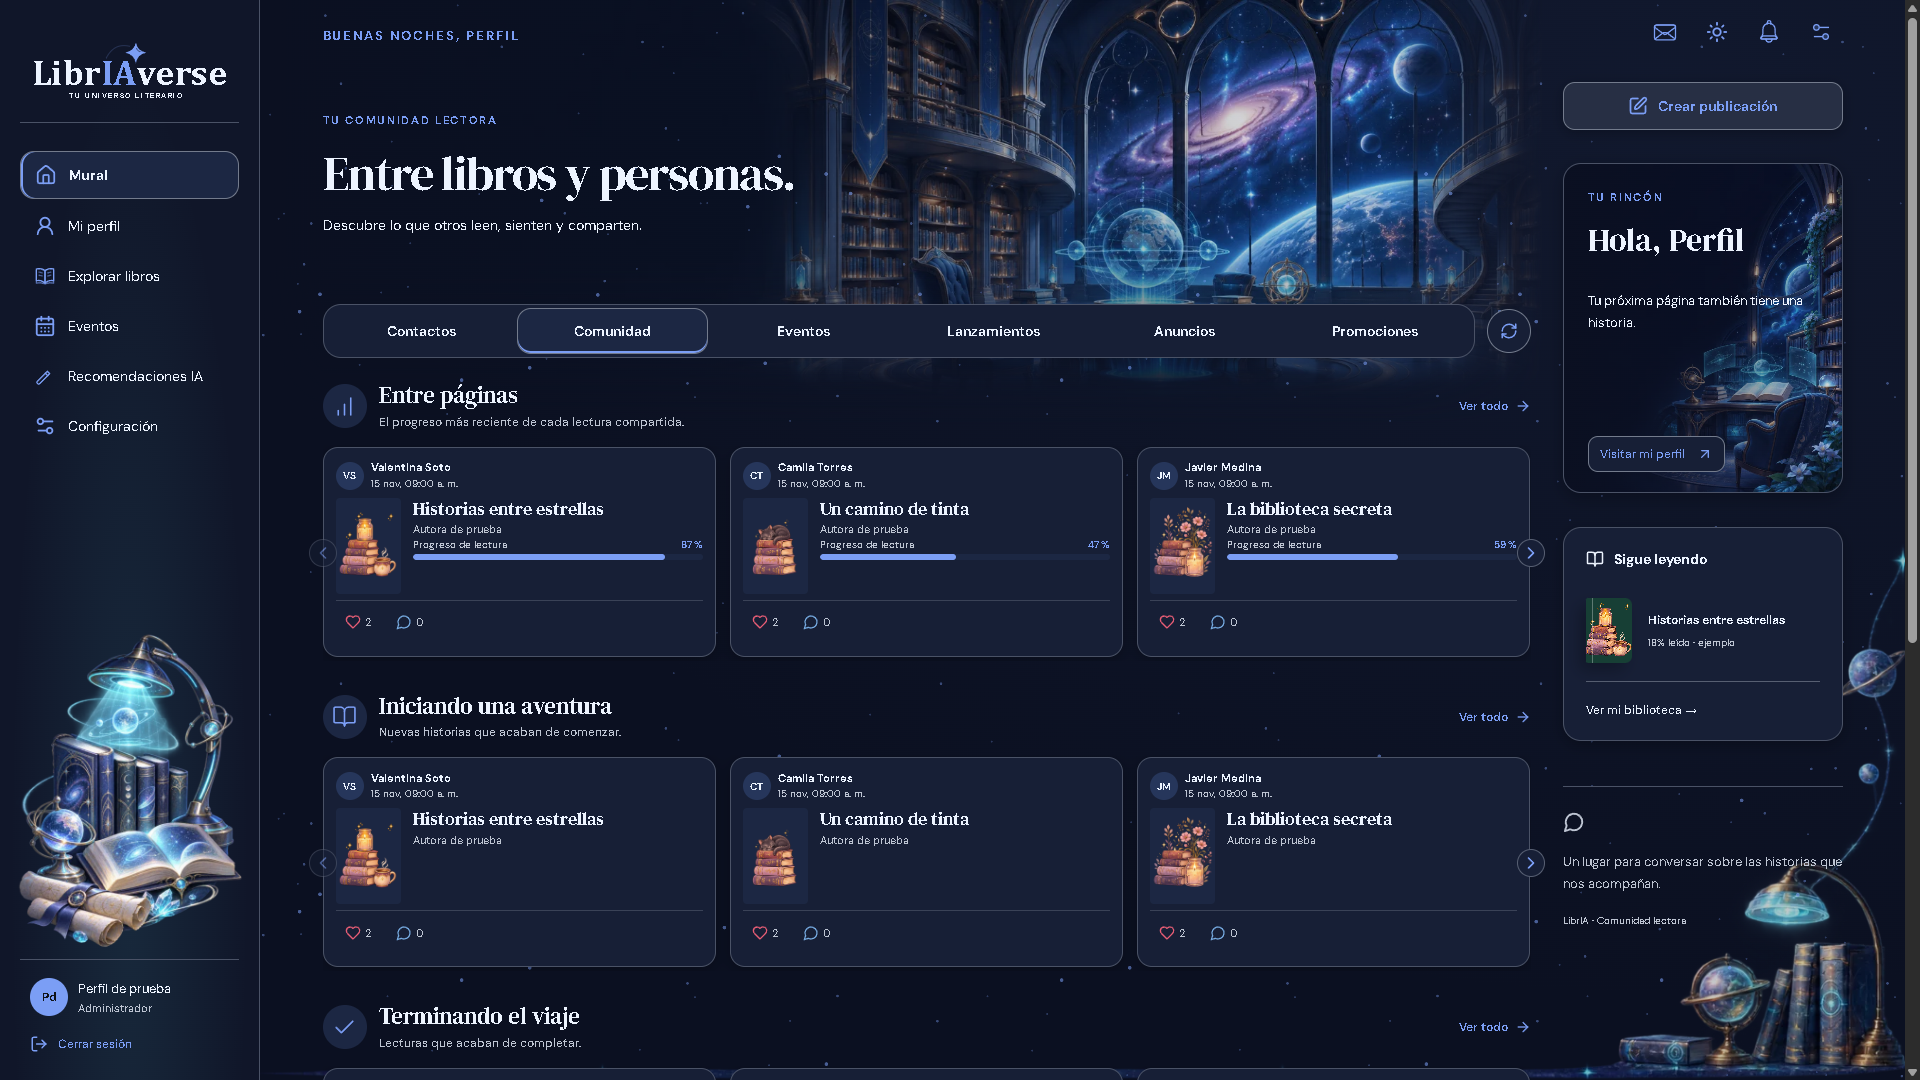 LibrIAverse
TU UNIVERSO LITERARIO
Mural
Mi perfil
Explorar libros
Eventos
Recomendaciones IA
Configuración
Pd
Perfil de prueba
Administrador
Cerrar sesión
BUENAS NOCHES, PERFIL
TU COMUNIDAD LECTORA
Entre libros y personas.
Descubre lo que otros leen, sienten y comparten.
Contactos
Comunidad
Eventos
Lanzamientos
Anuncios
Promociones
Entre páginas
El progreso más reciente de cada lectura compartida.
Ver todo
VS
Valentina Soto
15 nov, 09:00 a. m.
Historias entre estrellas
Autora de prueba
Progreso de lectura 87 %
2 0
CT
Camila Torres
15 nov, 09:00 a. m.
Un camino de tinta
Autora de prueba
Progreso de lectura 47 %
2 0
JM
Javier Medina
15 nov, 09:00 a. m.
La biblioteca secreta
Autora de prueba
Progreso de lectura 59 %
2 0
Iniciando una aventura
Nuevas historias que acaban de comenzar.
Ver todo
VS
Valentina Soto
15 nov, 09:00 a. m.
Historias entre estrellas
Autora de prueba
2 0
CT
Camila Torres
15 nov, 09:00 a. m.
Un camino de tinta
Autora de prueba
2 0
JM
Javier Medina
15 nov, 09:00 a. m.
La biblioteca secreta
Autora de prueba
2 0
Terminando el viaje
Lecturas que acaban de completar.
Ver todo
Crear publicación
TU RINCÓN
Hola, Perfil
Tu próxima página también tiene una
historia.
Visitar mi perfil
Sigue leyendo
Historias entre estrellas
18% leído · ejemplo
Ver mi biblioteca →
Un lugar para conversar sobre las historias que
nos acompañan.
LibrIA · Comunidad lectora